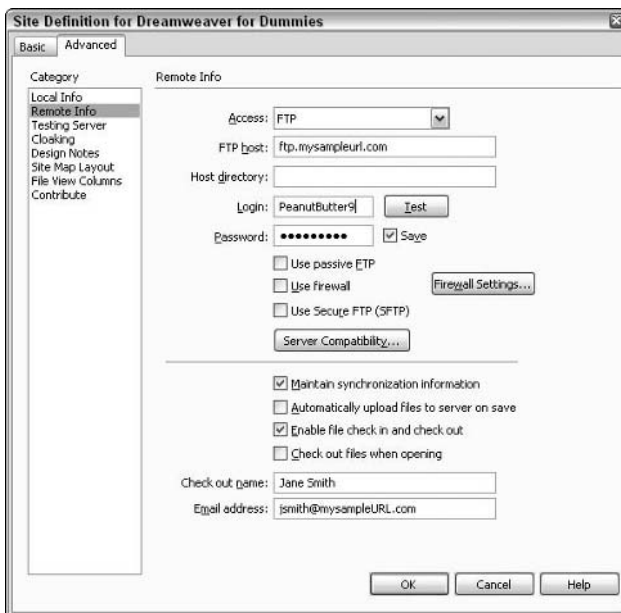 Site Definition for Dreamweaver for Dummies
Basic
Advanced
Category
Local Info
Remote Info
Testing Server
Cloaking
Design Notes
Site Map Layout
File View Columns
Contribute
Remote Info
Access: FTP
FTP host: ftp.mysampleurl.com
Host directory:
Login: PeanutButter9 Test
Password: ●●●●●●●●● Save
Use passive FTP
Use firewall Firewall Settings...
Use Secure FTP (SFTP)
Server Compatibility...
Maintain synchronization information
Automatically upload files to server on save
Enable file check in and check out
Check out files when opening
Check out name: Jane Smith
Email address: jsmith@mysampleURL.com
OK Cancel Help